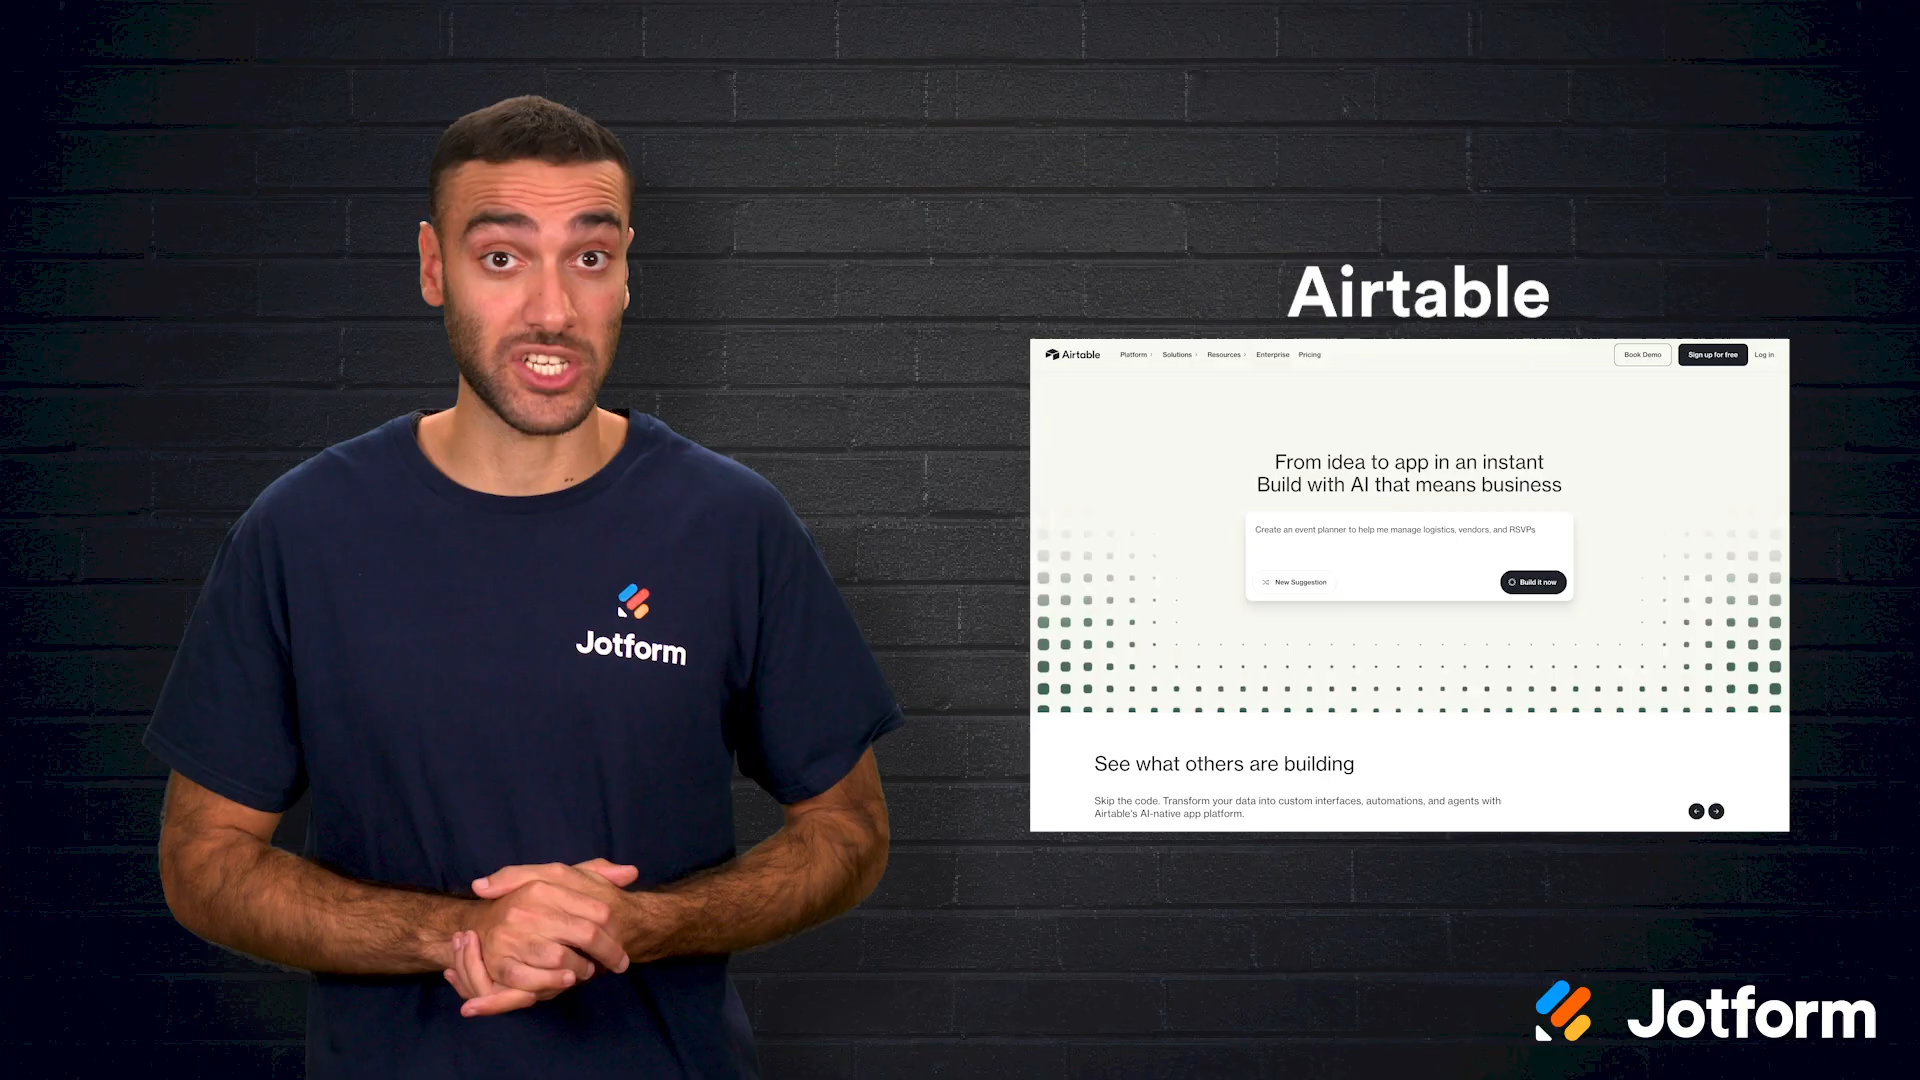 Airtable
Airtable Platform Solutions Resources Enterprise Pricing Book Demo Sign up for free Log in
From idea to app in an instant
Build with AI that means business
Create an event planner to help me manage logistics, vendors, and RSVPs
New Suggestion Build it now
See what others are building
Skip the code. Transform your data into custom interfaces, automations, and agents with
Airtable's AI-native app platform.
Jotform
Jotform